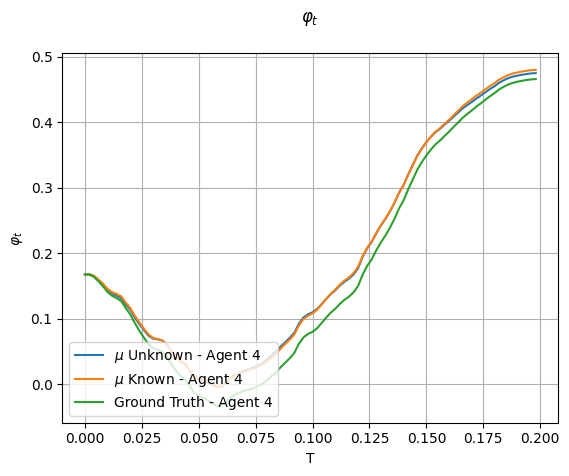 φₜ
0.5
0.4
0.3
0.2
0.1
0.0
φₜ
μ Unknown - Agent 4
μ Known - Agent 4
Ground Truth - Agent 4
0.000 0.025 0.050 0.075 0.100 0.125 0.150 0.175 0.200
T